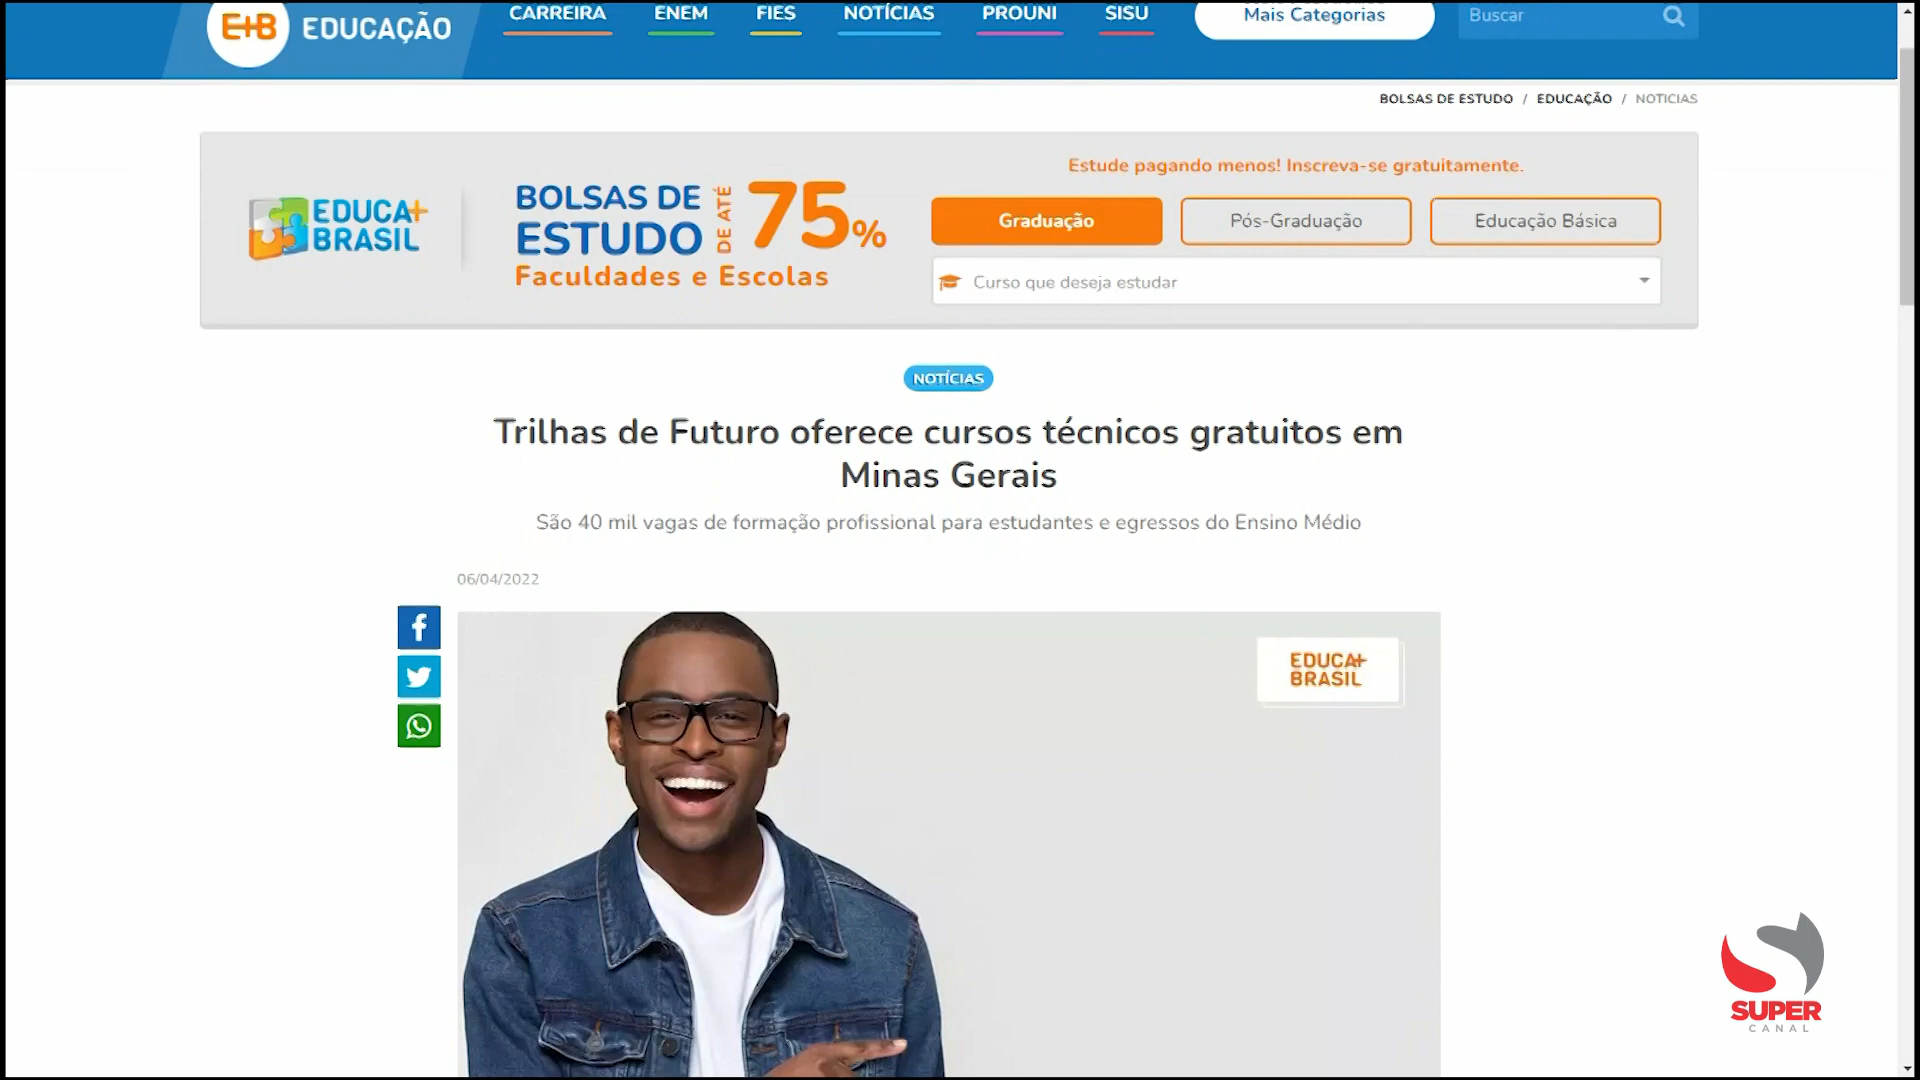 E+B EDUCAÇÃO
CARREIRA
ENEM
FIES
NOTÍCIAS
PROUNI
SISU
Mais Categorias
Buscar
BOLSAS DE ESTUDO / EDUCAÇÃO / NOTICIAS
EDUCA+
BRASIL
BOLSAS DE
ESTUDO
DE ATÉ
75%
Faculdades e Escolas
Estude pagando menos! Inscreva-se gratuitamente.
Graduação
Pós-Graduação
Educação Básica
Curso que deseja estudar
NOTÍCIAS
Trilhas de Futuro oferece cursos técnicos gratuitos em
Minas Gerais
São 40 mil vagas de formação profissional para estudantes e egressos do Ensino Médio
06/04/2022
EDUCA+
BRASIL
SUPER
CANAL